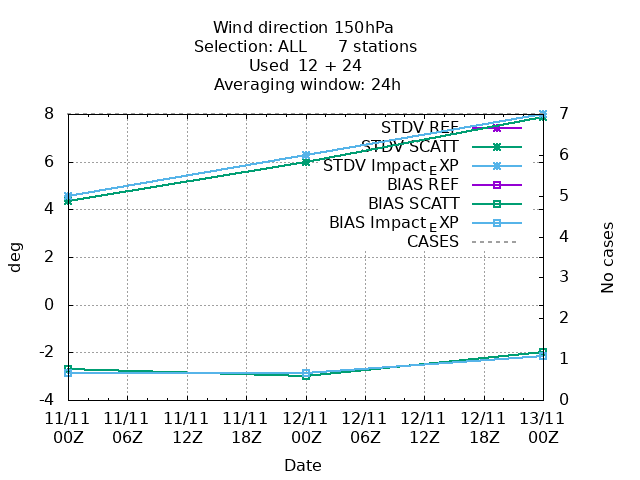 Wind direction 150hPa
Selection: ALL 7 stations
Used 12 + 24
Averaging window: 24h
8
6
4
2
0
-2
-4
deg
7
6
5
4
3
2
1
0
No cases
STDV REF
STDV SCATT
STDV Impact_EXP
BIAS REF
BIAS SCATT
BIAS Impact_EXP
CASES
11/11 11/11 11/11 11/11 12/11 12/11 12/11 12/11 13/11
00Z 06Z 12Z 18Z 00Z 06Z 12Z 18Z 00Z
Date